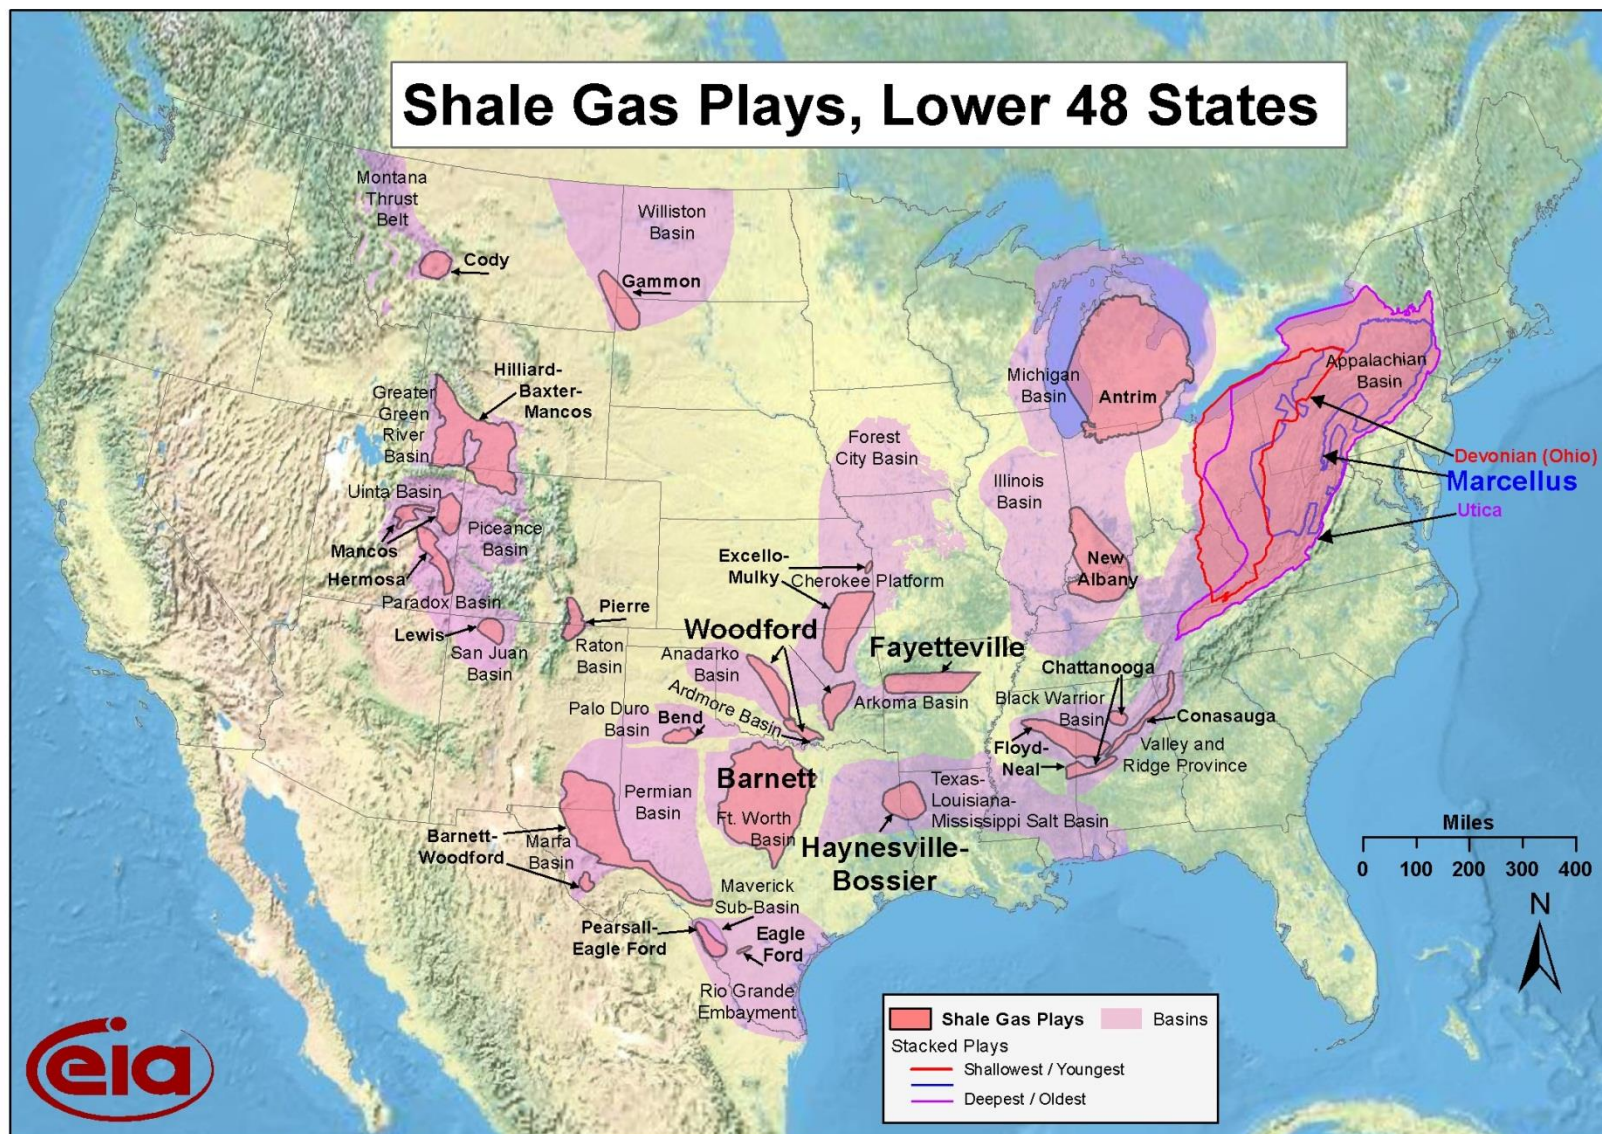 Shale Gas Plays, Lower 48 States
Montana
Thrust
Belt
Cody
Williston
Basin
Gammon
Hilliard-
Baxter-
Mancos
Greater
Green
River
Basin
Uinta Basin
Mancos
Piceance
Basin
Hermosa
Paradox Basin
Lewis
San Juan
Basin
Pierre
Raton
Basin
Forest
City Basin
Excello-
Mulky
Cherokee Platform
Woodford
Anadarko
Basin
Ardmore Basin
Palo Duro
Basin
Bend
Fayetteville
Arkoma Basin
Michigan
Basin
Antrim
Illinois
Basin
New
Albany
Appalachian
Basin
Devonian (Ohio)
Marcellus
Utica
Chattanooga
Black Warrior
Basin
Conasauga
Floyd-
Neal
Valley and
Ridge Province
Barnett
Ft. Worth
Basin
Permian
Basin
Barnett-
Woodford
Marfa
Basin
Texas-
Louisiana-
Mississippi Salt Basin
Haynesville-
Bossier
Maverick
Sub-Basin
Pearsall-
Eagle Ford
Eagle
Ford
Rio Grande
Embayment
Miles
0 100 200 300 400
N
Shale Gas Plays
Basins
Stacked Plays
Shallowest / Youngest
Deepest / Oldest
eia